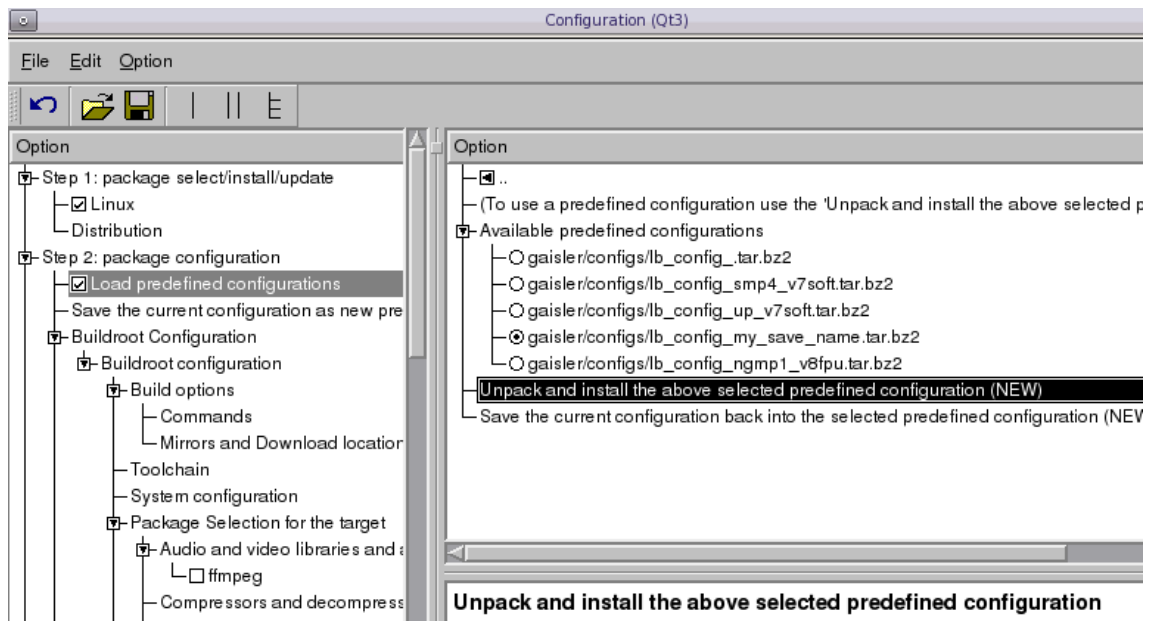 Configuration (Qt3)
File Edit Option
Option
Step 1: package select/install/update
Linux
Distribution
Step 2: package configuration
Load predefined configurations
Save the current configuration as new pre
Buildroot Configuration
Buildroot configuration
Build options
Commands
Mirrors and Download location
Toolchain
System configuration
Package Selection for the target
Audio and video libraries and a
ffmpeg
Compressors and decompress
Option
..
(To use a predefined configuration use the 'Unpack and install the above selected p
Available predefined configurations
gaisler/configs/lb_config_.tar.bz2
gaisler/configs/lb_config_smp4_v7soft.tar.bz2
gaisler/configs/lb_config_up_v7soft.tar.bz2
gaisler/configs/lb_config_my_save_name.tar.bz2
gaisler/configs/lb_config_ngmp1_v8fpu.tar.bz2
Unpack and install the above selected predefined configuration (NEW)
Save the current configuration back into the selected predefined configuration (NEW
Unpack and install the above selected predefined configuration